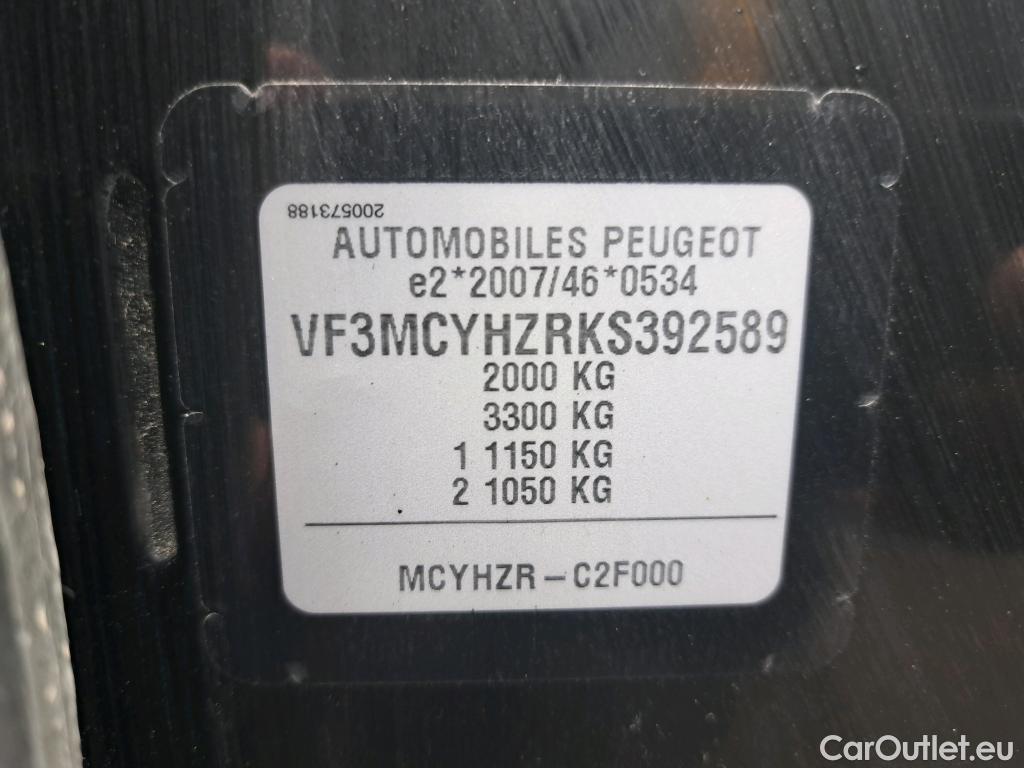 200573188
AUTOMOBILES PEUGEOT
e2*2007/46*0534
VF3MCYHZRKS392589
2000 KG
3300 KG
1 1150 KG
2 1050 KG
MCYHZR – C2F000
CarOutlet.eu